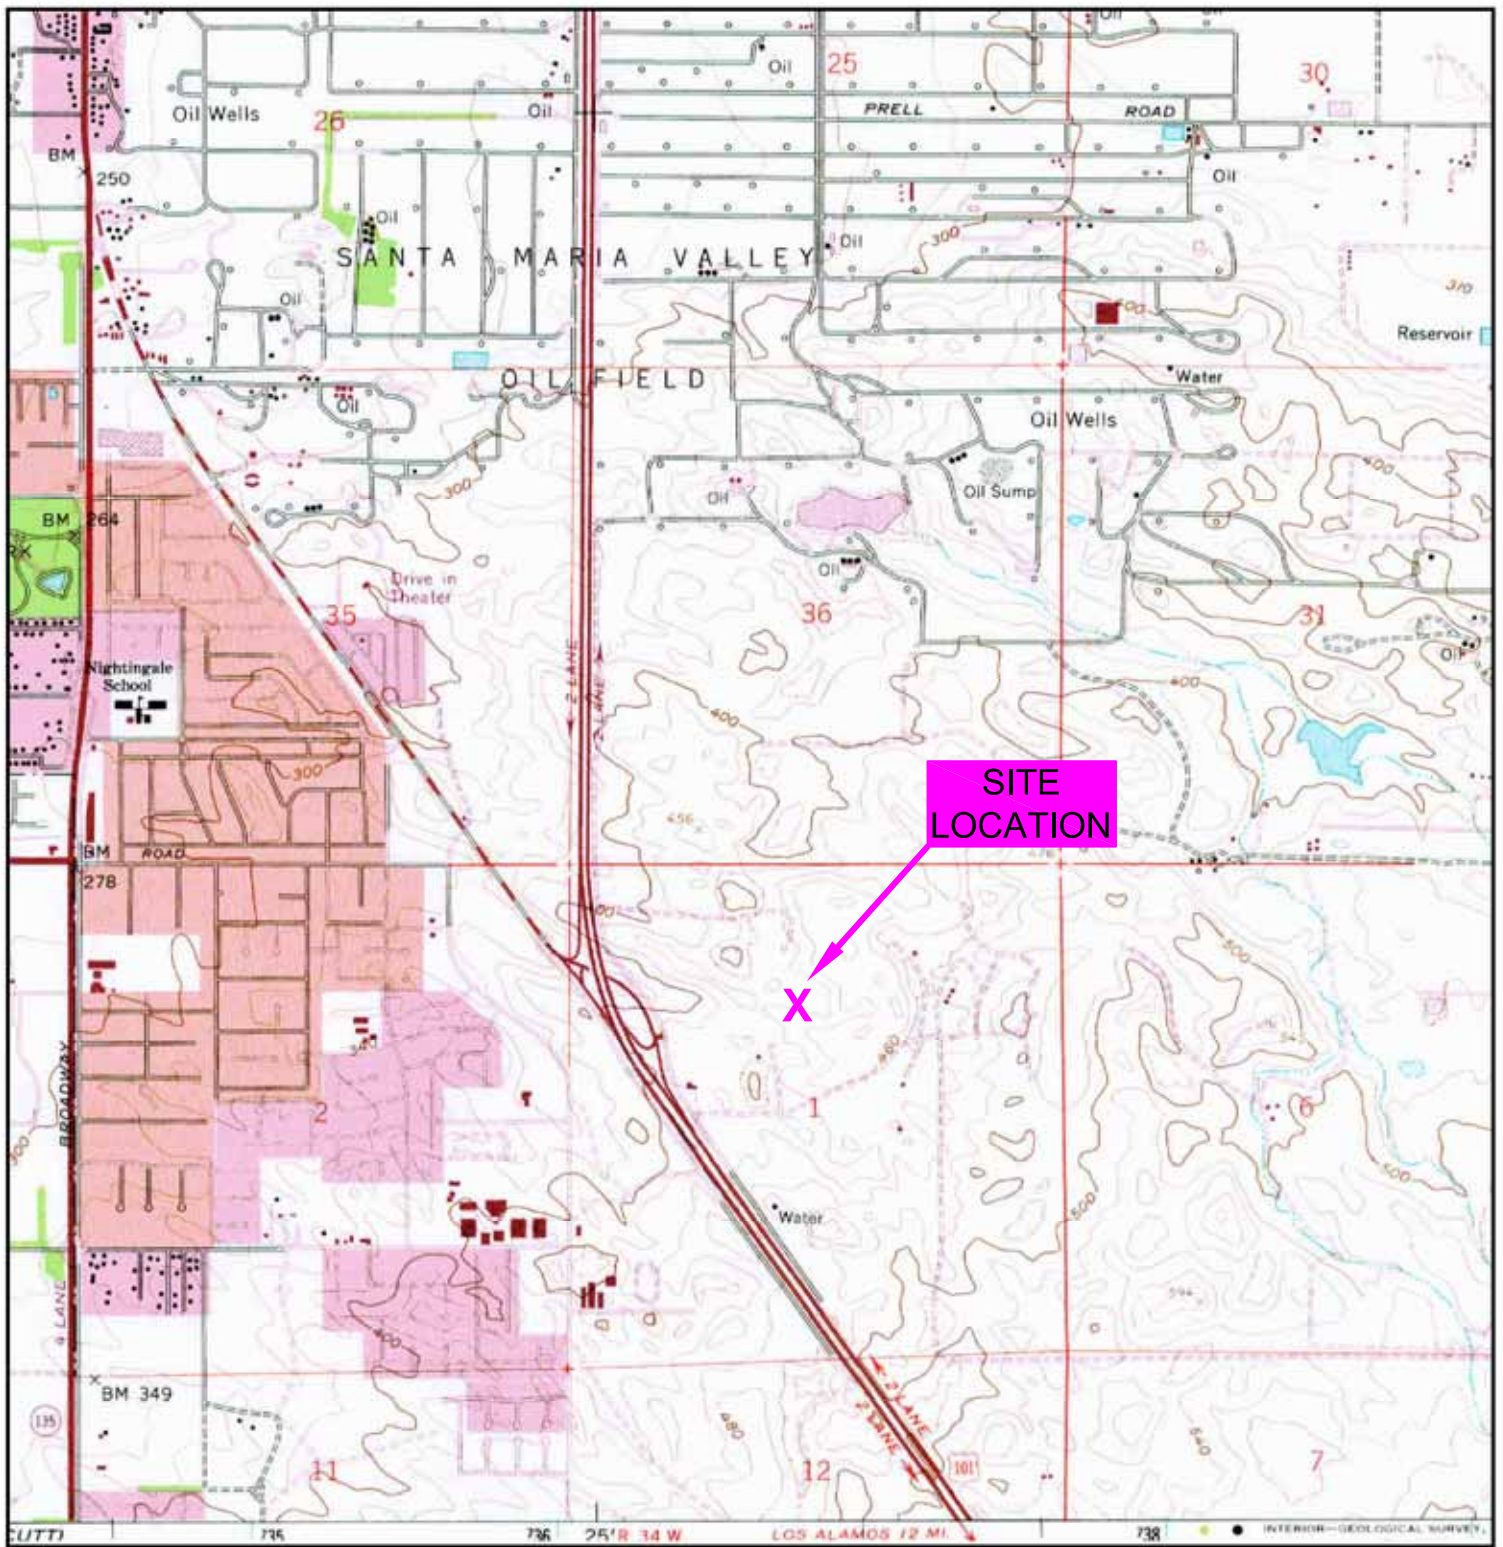 Oil
Oil
25
30
Oil Wells
26
Oil
PRELL ROAD
BM
250
Oil
Oil
SANTA MARIA VALLEY
Oil
300
Oil
310
Reservoir
OIL FIELD
Water
Oil
Oil Wells
400
300
Oil
Oil Sump
BM 264
Oil
Drive in
Theater
35
36
31
2 LANE
2 LANE
Oil
Nightingale
School
400
400
300
SITE
LOCATION
456
BM
ROAD
278
500
X
460
BROADWAY
2
1
6
300
500
500
Water
4 LANE
594
400
BM 349
135
2 LANE
2 LANE
480
540
101
11
12
7
735
736
25'
R 34 W
LOS ALAMOS 12 MI.
738
INTERIOR—GEOLOGICAL SURVEY,